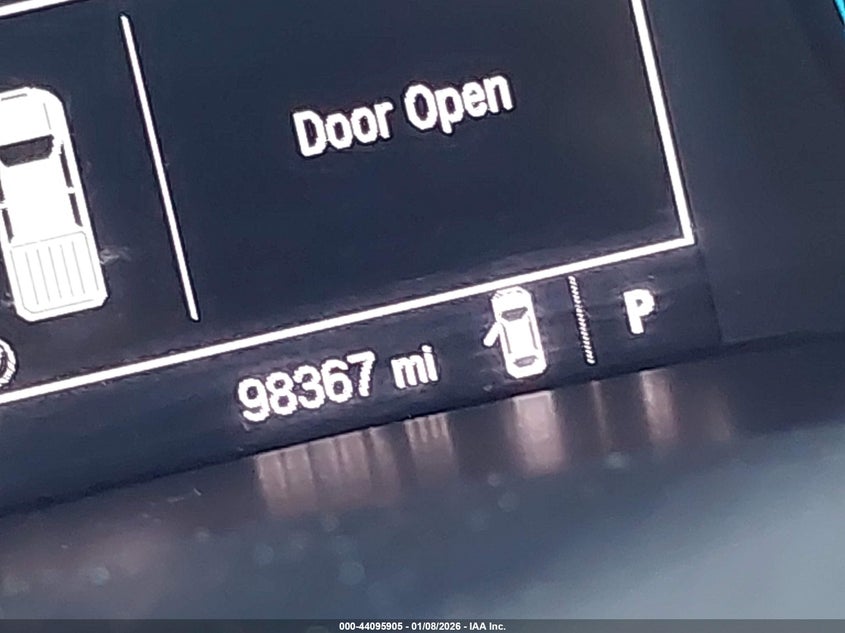 Door Open
98367 mi
P
000-44095905 - 01/08/2026 - IAA Inc.